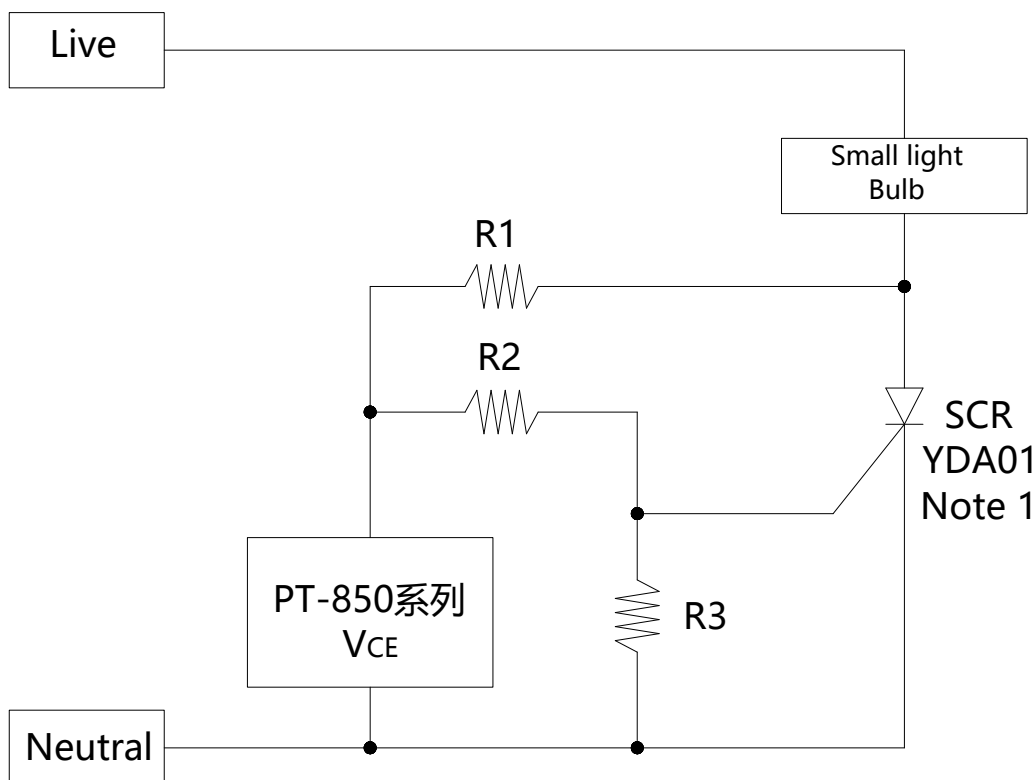 Live
Small light
Bulb
R1
R2
SCR
YDA01
Note 1
PT-850系列
VCE
R3
Neutral